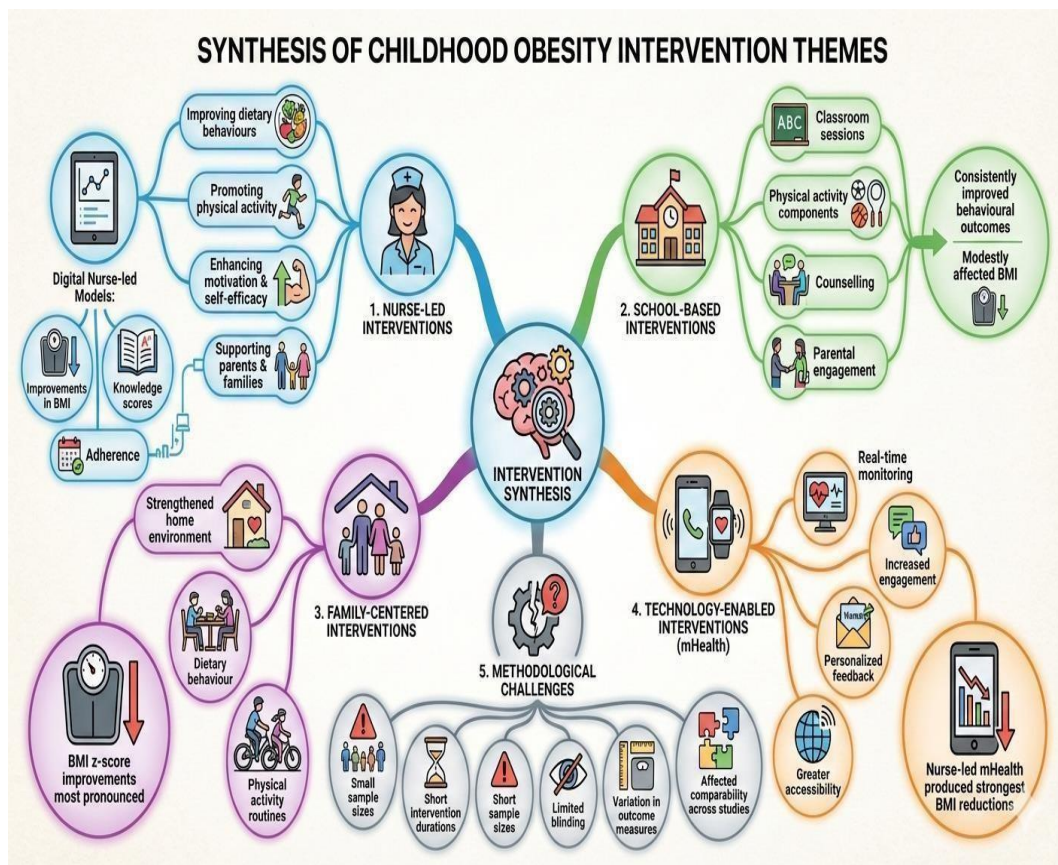 SYNTHESIS OF CHILDHOOD OBESITY INTERVENTION THEMES
Improving dietary
behaviours
Promoting
physical activity
Enhancing
motivation &
self-efficacy
Supporting
parents &
families
Digital Nurse-led
Models:
Improvements
in BMI
A+
Knowledge
scores
Adherence
1. NURSE-LED
INTERVENTIONS
ABC
Classroom
sessions
Physical activity
components
Counselling
Parental
engagement
2. SCHOOL-BASED
INTERVENTIONS
Consistently
improved
behavioural
outcomes
Modestly
affected BMI
INTERVENTION
SYNTHESIS
Strengthened
home
environment
Dietary
behaviour
Physical
activity
routines
3. FAMILY-CENTERED
INTERVENTIONS
BMI z-score
improvements
most pronounced
4. TECHNOLOGY-ENABLED
INTERVENTIONS
(mHealth)
Real-time
monitoring
Increased
engagement
Personalized
feedback
Greater
accessibility
Nurse-led mHealth
produced strongest
BMI reductions
?
5. METHODOLOGICAL
CHALLENGES
Small
sample
sizes
Short
intervention
durations
Short
sample sizes
Limited
blinding
Variation in
outcome
measures
Affected
comparability
across studies